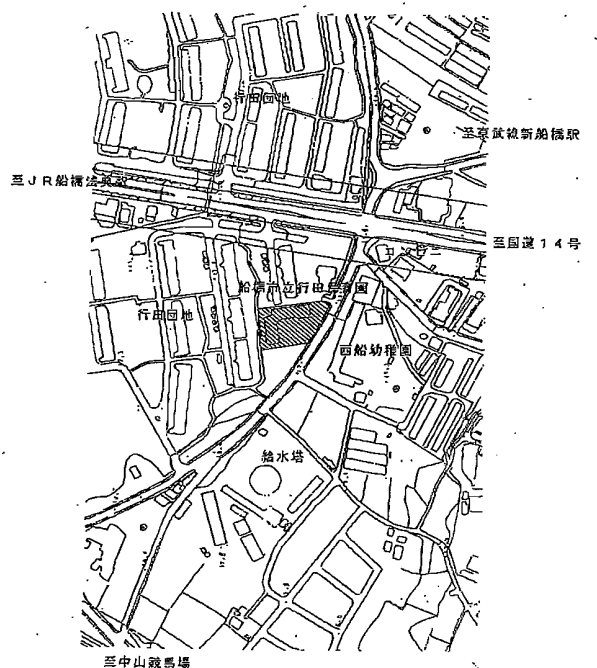 行田団地
至京武線新船橋駅
至JR船橋法典駅
至国道14号
船橋市立行田保育園
行田団地
西船幼稚園
給水塔
至中山競馬場